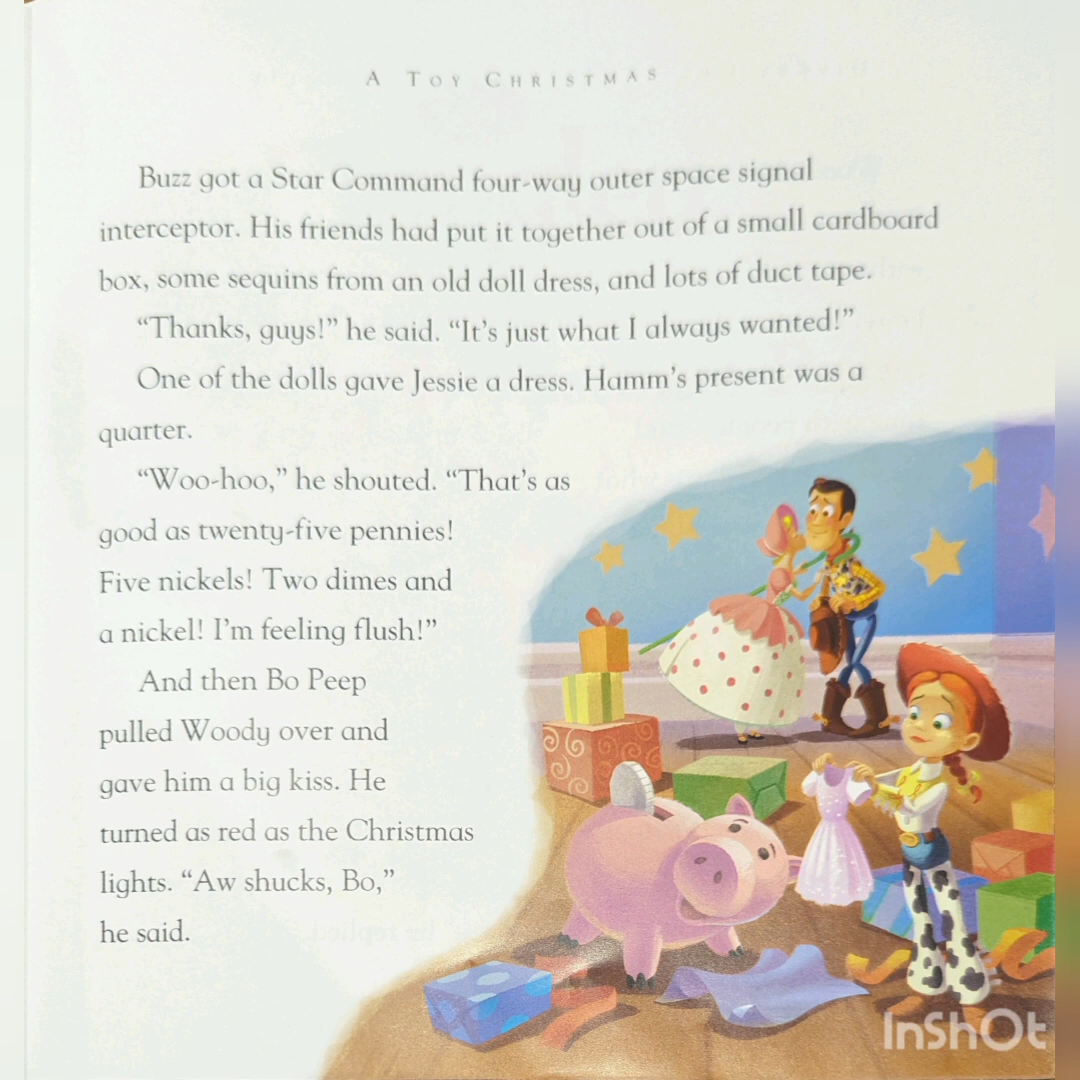 A TOY CHRISTMAS
Buzz got a Star Command four-way outer space signal
interceptor. His friends had put it together out of a small cardboard
box, some sequins from an old doll dress, and lots of duct tape.
“Thanks, guys!” he said. “It’s just what I always wanted!”
One of the dolls gave Jessie a dress. Hamm’s present was a
quarter.
“Woo-hoo,” he shouted. “That’s as
good as twenty-five pennies!
Five nickels! Two dimes and
a nickel! I’m feeling flush!”
And then Bo Peep
pulled Woody over and
gave him a big kiss. He
turned as red as the Christmas
lights. “Aw shucks, Bo,”
he said.
InShOt